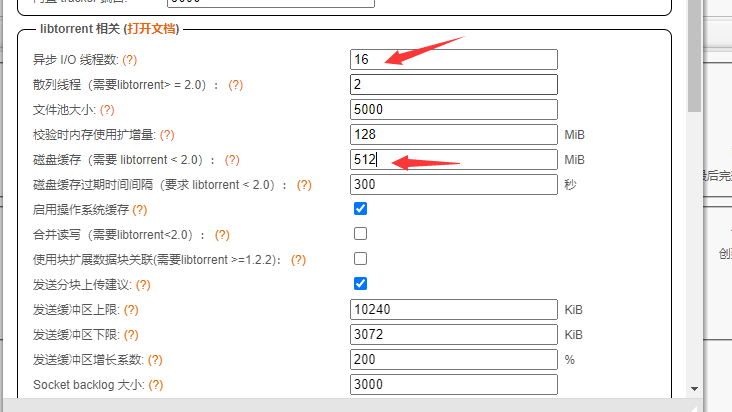 libtorrent 相关 (打开文档)
异步 I/O 线程数: (?) 16
散列线程（需要libtorrent> = 2.0）： (?) 2
文件池大小: (?) 5000
校验时内存使用扩增量: (?) 128 MiB
磁盘缓存（需要 libtorrent < 2.0）： (?) 512 MiB
磁盘缓存过期时间间隔（要求 libtorrent < 2.0）： (?) 300 秒
启用操作系统缓存 (?)
合并读写（需要libtorrent<2.0）： (?)
使用块扩展数据块关联(需要libtorrent >=1.2.2)： (?)
发送分块上传建议: (?)
发送缓冲区上限: (?) 10240 KiB
发送缓冲区下限: (?) 3072 KiB
发送缓冲区增长系数: (?) 200 %
Socket backlog 大小: (?) 3000
最后完
创